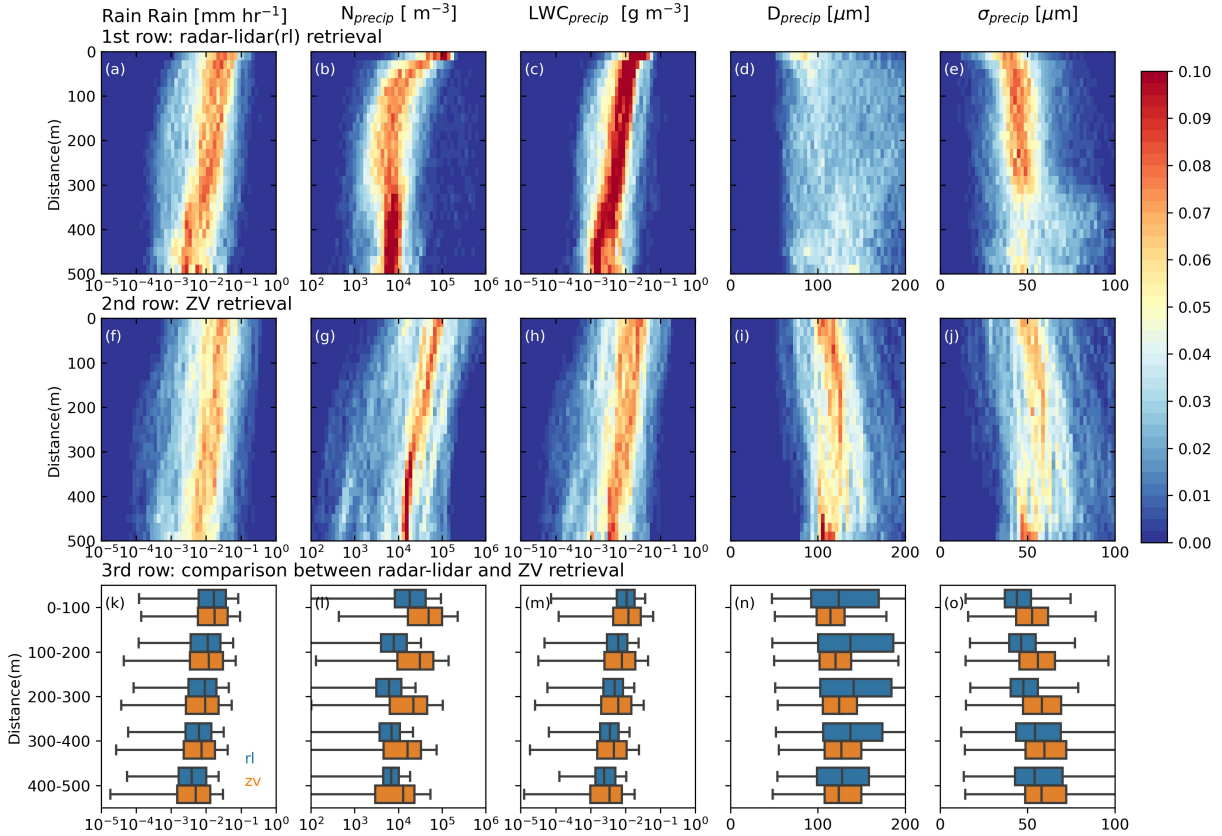 Rain Rain [mm hr⁻¹] N_precip [ m⁻³] LWC_precip [g m⁻³] D_precip [μm] σ_precip [μm]
1st row: radar-lidar(rl) retrieval
(a) (b) (c) (d) (e)
Distance(m)
0
100
200
300
400
500
10⁻⁵ 10⁻⁴ 10⁻³ 10⁻² 10⁻¹ 10⁰
10² 10³ 10⁴ 10⁵ 10⁶
10⁻⁵ 10⁻⁴ 10⁻³ 10⁻² 10⁻¹ 10⁰
0 100 200
0 50 100
2nd row: ZV retrieval
(f) (g) (h) (i) (j)
Distance(m)
0
100
200
300
400
500
10⁻⁵ 10⁻⁴ 10⁻³ 10⁻² 10⁻¹ 10⁰
10² 10³ 10⁴ 10⁵ 10⁶
10⁻⁵ 10⁻⁴ 10⁻³ 10⁻² 10⁻¹ 10⁰
0 100 200
0 50 100
3rd row: comparison between radar-lidar and ZV retrieval
(k) (l) (m) (n) (o)
Distance(m)
0-100
100-200
200-300
300-400
400-500
rl
zv
10⁻⁵ 10⁻⁴ 10⁻³ 10⁻² 10⁻¹ 10⁰
10² 10³ 10⁴ 10⁵ 10⁶
10⁻⁵ 10⁻⁴ 10⁻³ 10⁻² 10⁻¹ 10⁰
0 100 200
0 50 100
0.10
0.09
0.08
0.07
0.06
0.05
0.04
0.03
0.02
0.01
0.00